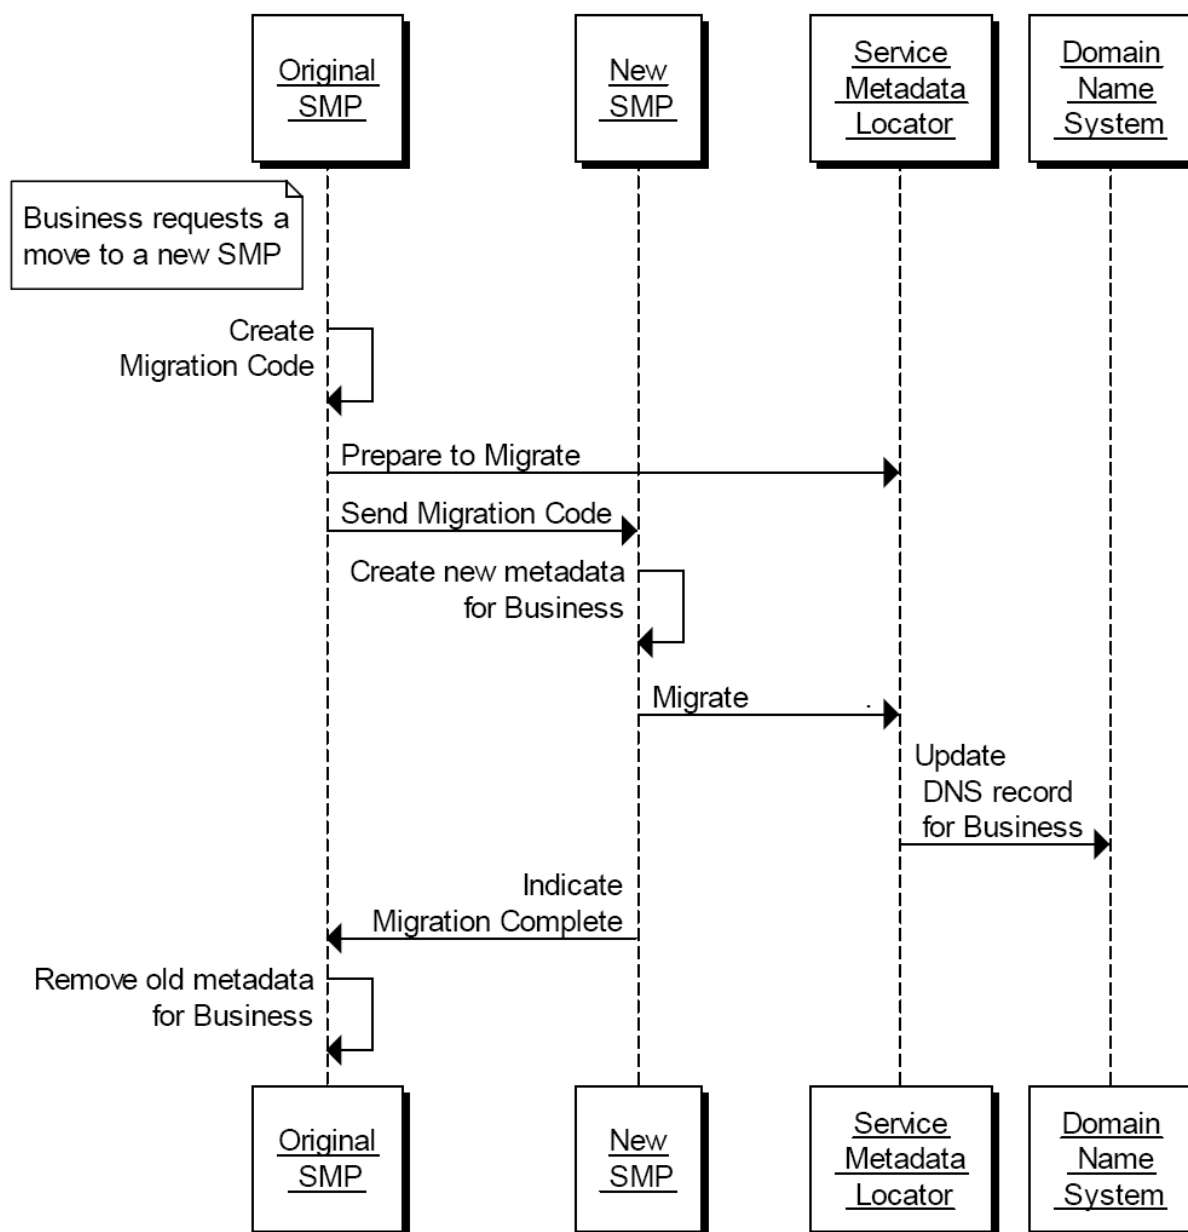 Original
SMP
New
SMP
Service
Metadata
Locator
Domain
Name
System
Business requests a
move to a new SMP
Create
Migration Code
Prepare to Migrate
Send Migration Code
Create new metadata
for Business
Migrate .
Update
DNS record
for Business
Indicate
Migration Complete
Remove old metadata
for Business
Original
SMP
New
SMP
Service
Metadata
Locator
Domain
Name
System